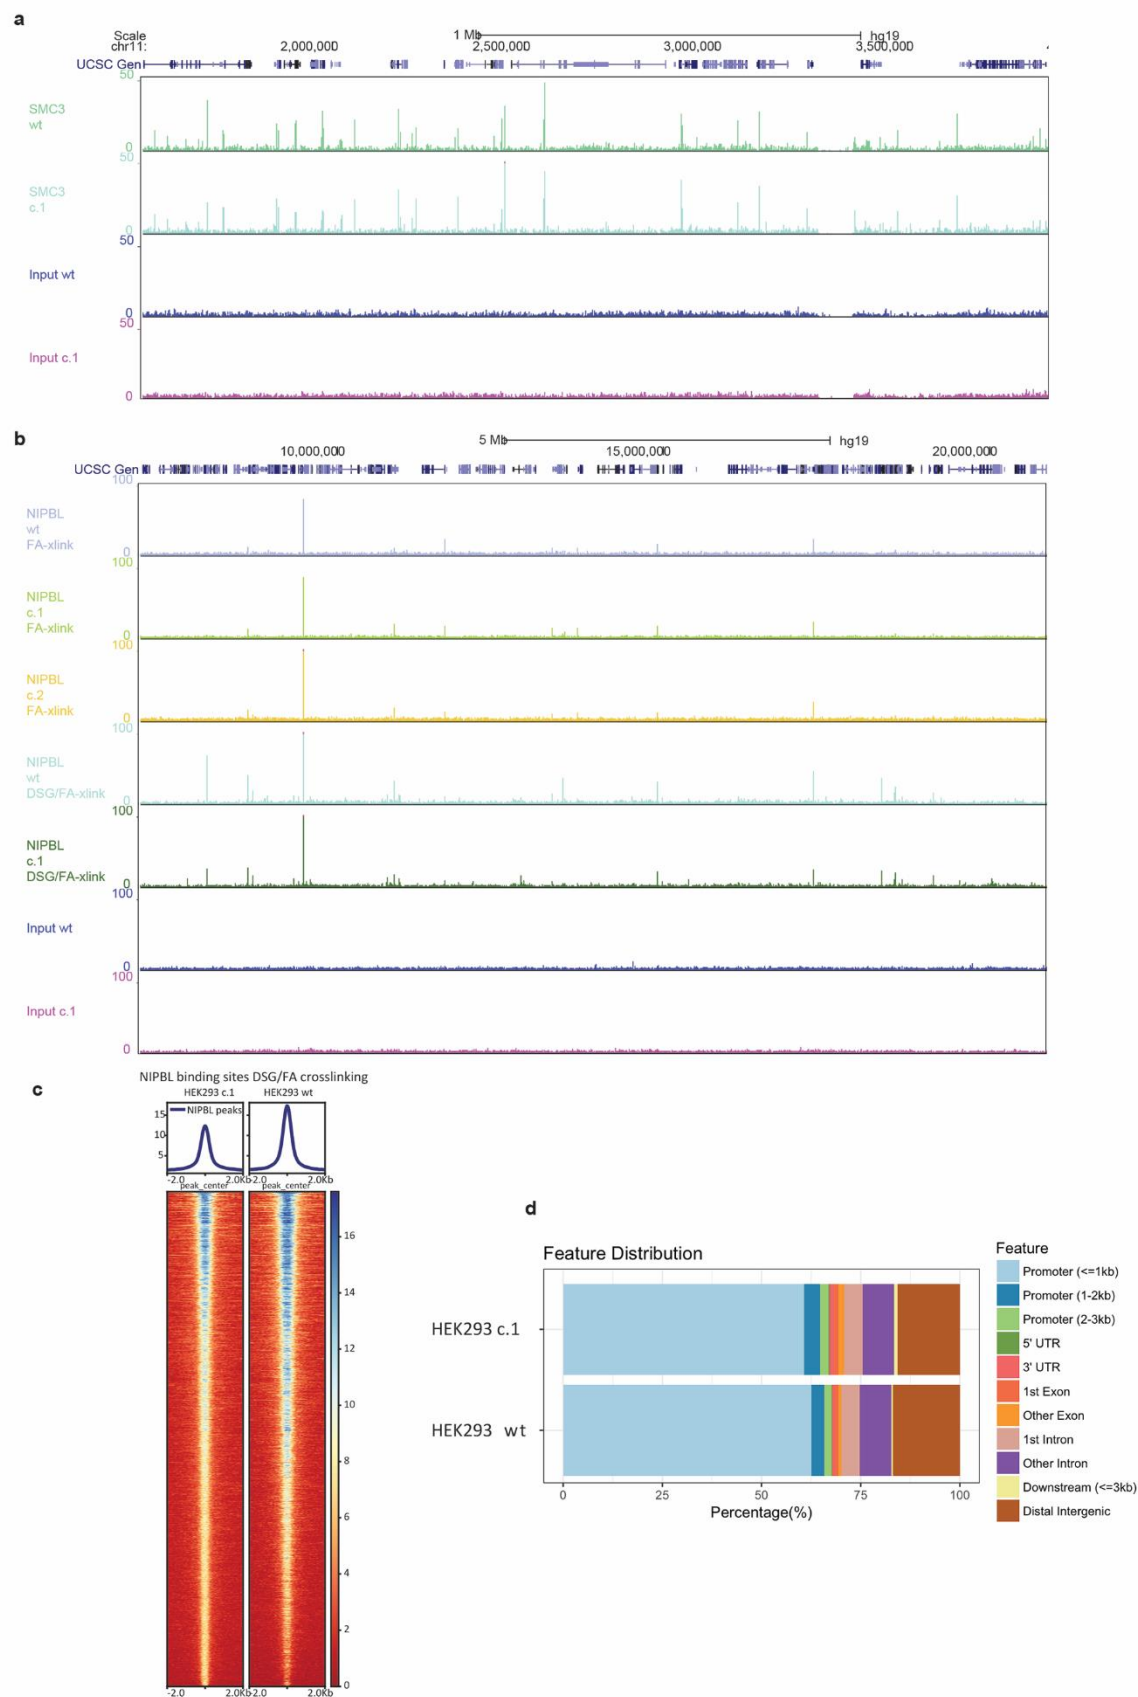 a
Scale
1 Mb
hg19
chr11:
2,000,000
2,500,000
3,000,000
3,500,000
UCSC Gen
50
SMC3
wt
0
50
SMC3
c.1
0
50
Input wt
0
50
Input c.1
0
b
5 Mb
hg19
10,000,000
15,000,000
20,000,000
UCSC Gen
100
NIPBL
wt
FA-xlink
0
100
NIPBL
c.1
FA-xlink
0
100
NIPBL
c.2
FA-xlink
0
100
NIPBL
wt
DSG/FA-xlink
0
100
NIPBL
c.1
DSG/FA-xlink
0
100
Input wt
0
100
Input c.1
0
c
NIPBL binding sites DSG/FA crosslinking
HEK293 c.1
HEK293 wt
NIPBL peaks
15
10
5
-2.0
2.0Kb
-2.0
2.0Kb
peak_center
peak_center
16
14
12
10
8
6
4
2
0
-2.0
2.0Kb
-2.0
2.0Kb
d
Feature Distribution
HEK293 c.1
HEK293 wt
0
25
50
75
100
Percentage(%)
Feature
Promoter (<=1kb)
Promoter (1-2kb)
Promoter (2-3kb)
5' UTR
3' UTR
1st Exon
Other Exon
1st Intron
Other Intron
Downstream (<=3kb)
Distal Intergenic